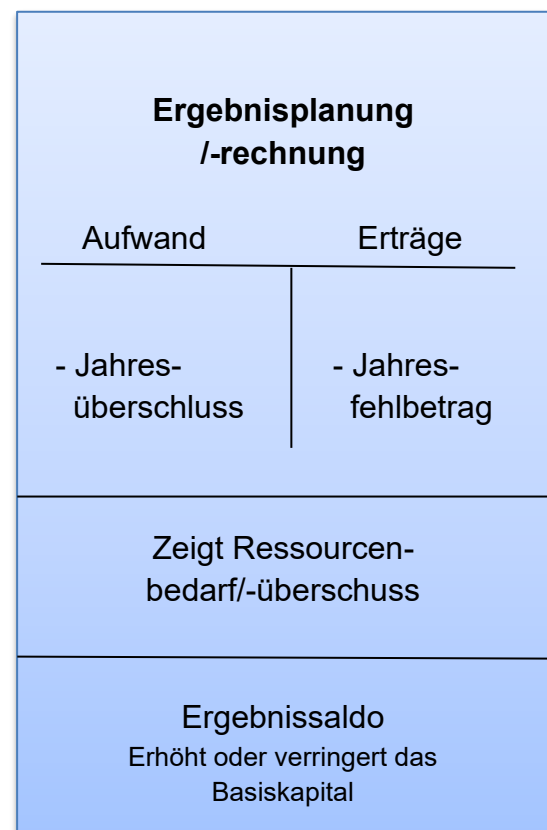 Ergebnisplanung
/-rechnung
Aufwand Erträge
- Jahres- - Jahres-
überschluss fehlbetrag
Zeigt Ressourcen-
bedarf/-überschuss
Ergebnissaldo
Erhöht oder verringert das
Basiskapital